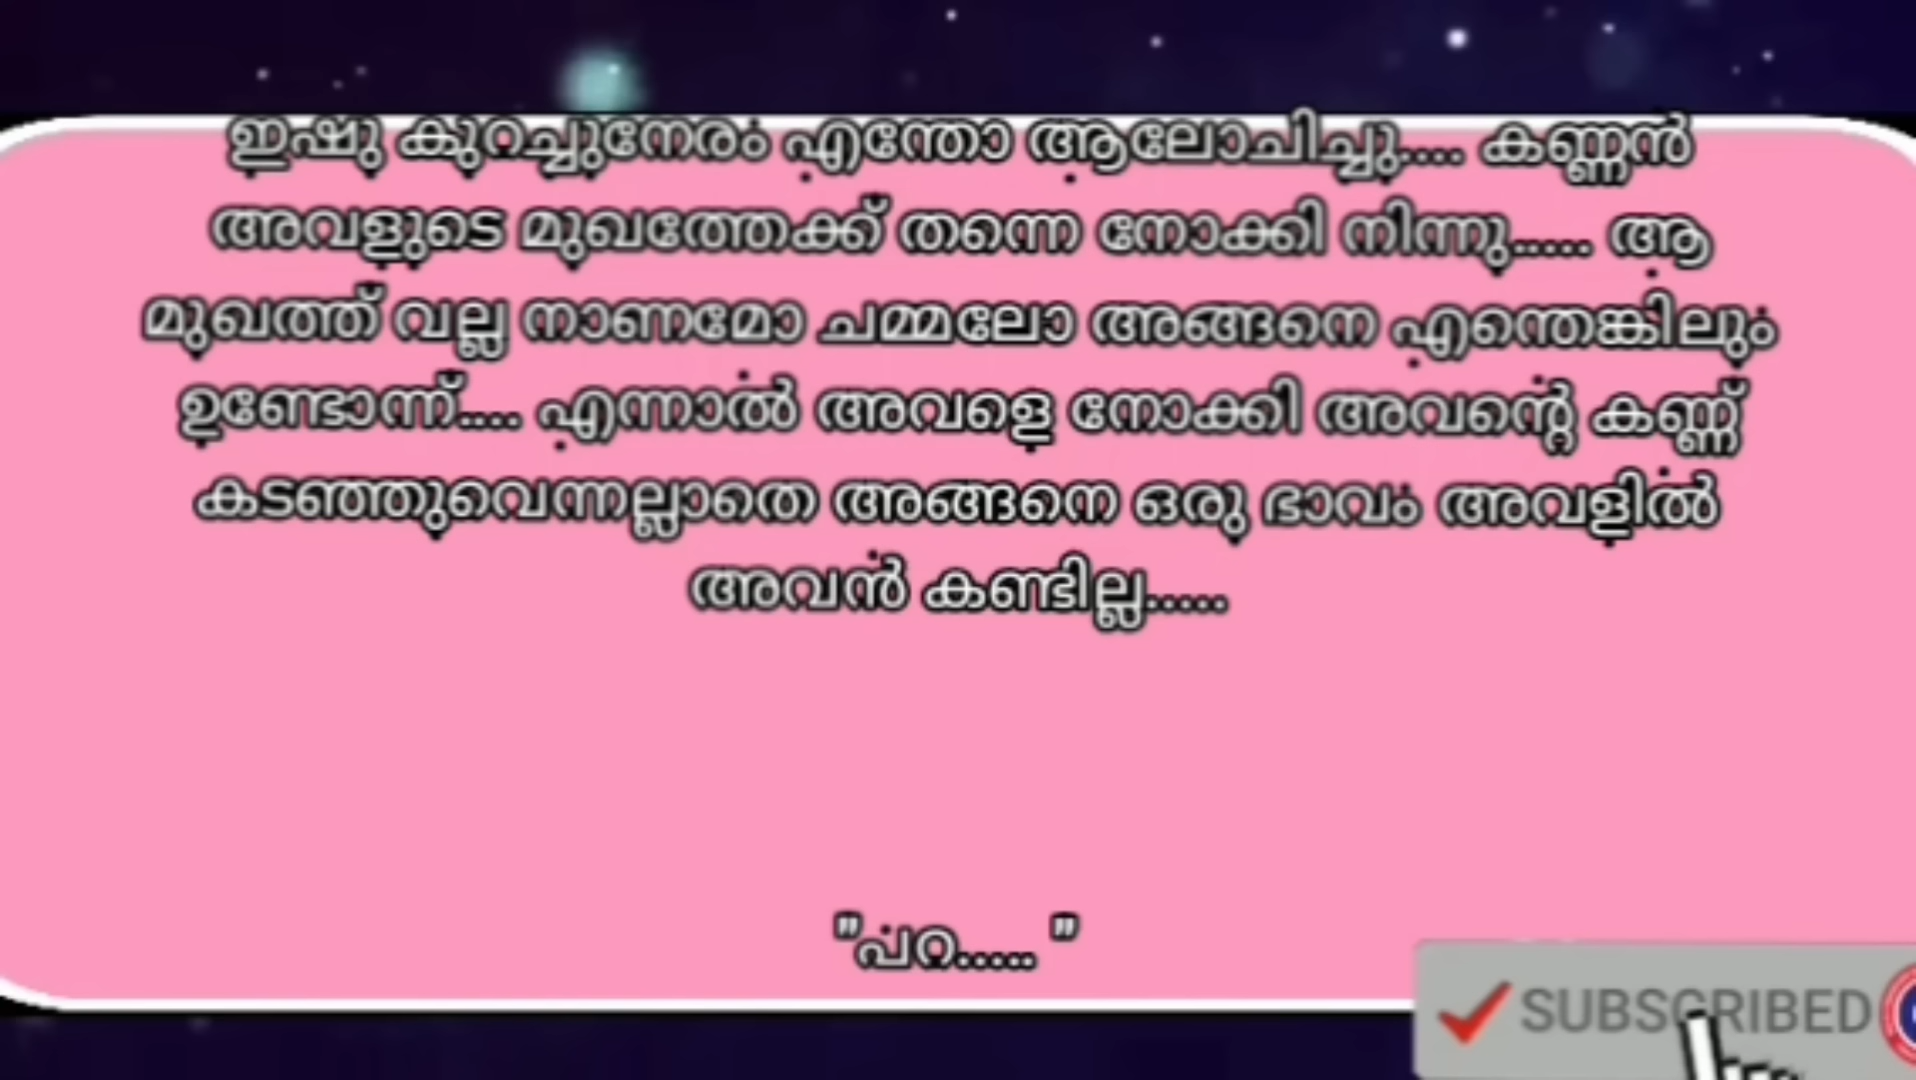 ഇഷു കുറച്ചുനേരം എന്തോ ആലോചിച്ചു.... കണ്ണൻ
അവളുടെ മുഖത്തേക്ക് തന്നെ നോക്കി നിന്നു..... ആ
മുഖത്ത് വല്ല നാണമോ ചമ്മലോ അങ്ങനെ എന്തെങ്കിലും
ഉണ്ടോന്ന്.... എന്നാൽ അവളെ നോക്കി അവന്റെ കണ്ണ്
കടഞ്ഞുവെന്നല്ലാതെ അങ്ങനെ ഒരു ഭാവം അവളിൽ
അവൻ കണ്ടില്ല.....
"പറ..... "
SUBSCRIBED